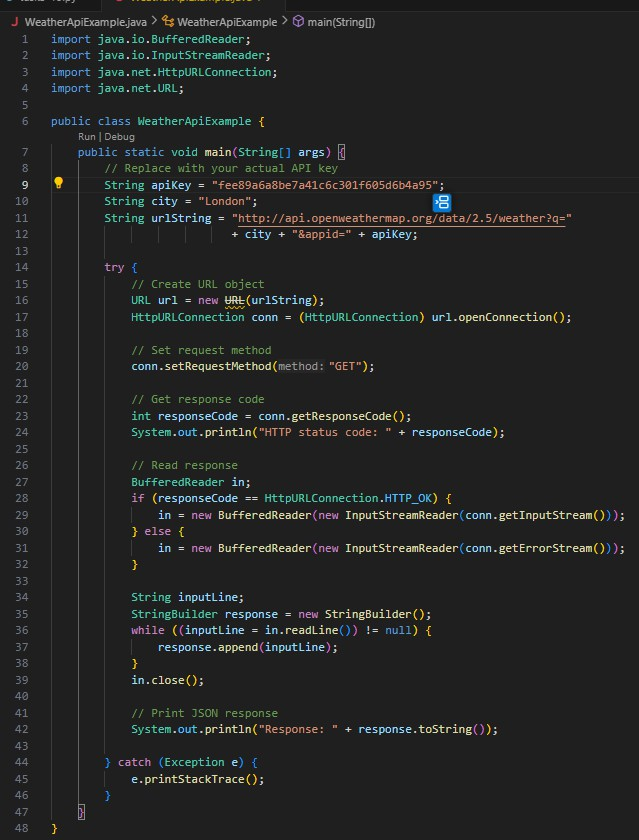 WeatherApiExample.java > WeatherApiExample > main(String[])
1 import java.io.BufferedReader;
2 import java.io.InputStreamReader;
3 import java.net.HttpURLConnection;
4 import java.net.URL;
5
6 public class WeatherApiExample {
Run | Debug
7 public static void main(String[] args) {
8 // Replace with your actual API key
9 String apiKey = "fee89a6a8be7a41c6c301f605d6b4a95";
10 String city = "London";
11 String urlString = "http://api.openweathermap.org/data/2.5/weather?q="
12 + city + "&appid=" + apiKey;
13
14 try {
15 // Create URL object
16 URL url = new URL(urlString);
17 HttpURLConnection conn = (HttpURLConnection) url.openConnection();
18
19 // Set request method
20 conn.setRequestMethod(method: "GET");
21
22 // Get response code
23 int responseCode = conn.getResponseCode();
24 System.out.println("HTTP status code: " + responseCode);
25
26 // Read response
27 BufferedReader in;
28 if (responseCode == HttpURLConnection.HTTP_OK) {
29 in = new BufferedReader(new InputStreamReader(conn.getInputStream()));
30 } else {
31 in = new BufferedReader(new InputStreamReader(conn.getErrorStream()));
32 }
33
34 String inputLine;
35 StringBuilder response = new StringBuilder();
36 while ((inputLine = in.readLine()) != null) {
37 response.append(inputLine);
38 }
39 in.close();
40
41 // Print JSON response
42 System.out.println("Response: " + response.toString());
43
44 } catch (Exception e) {
45 e.printStackTrace();
46 }
47 }
48 }